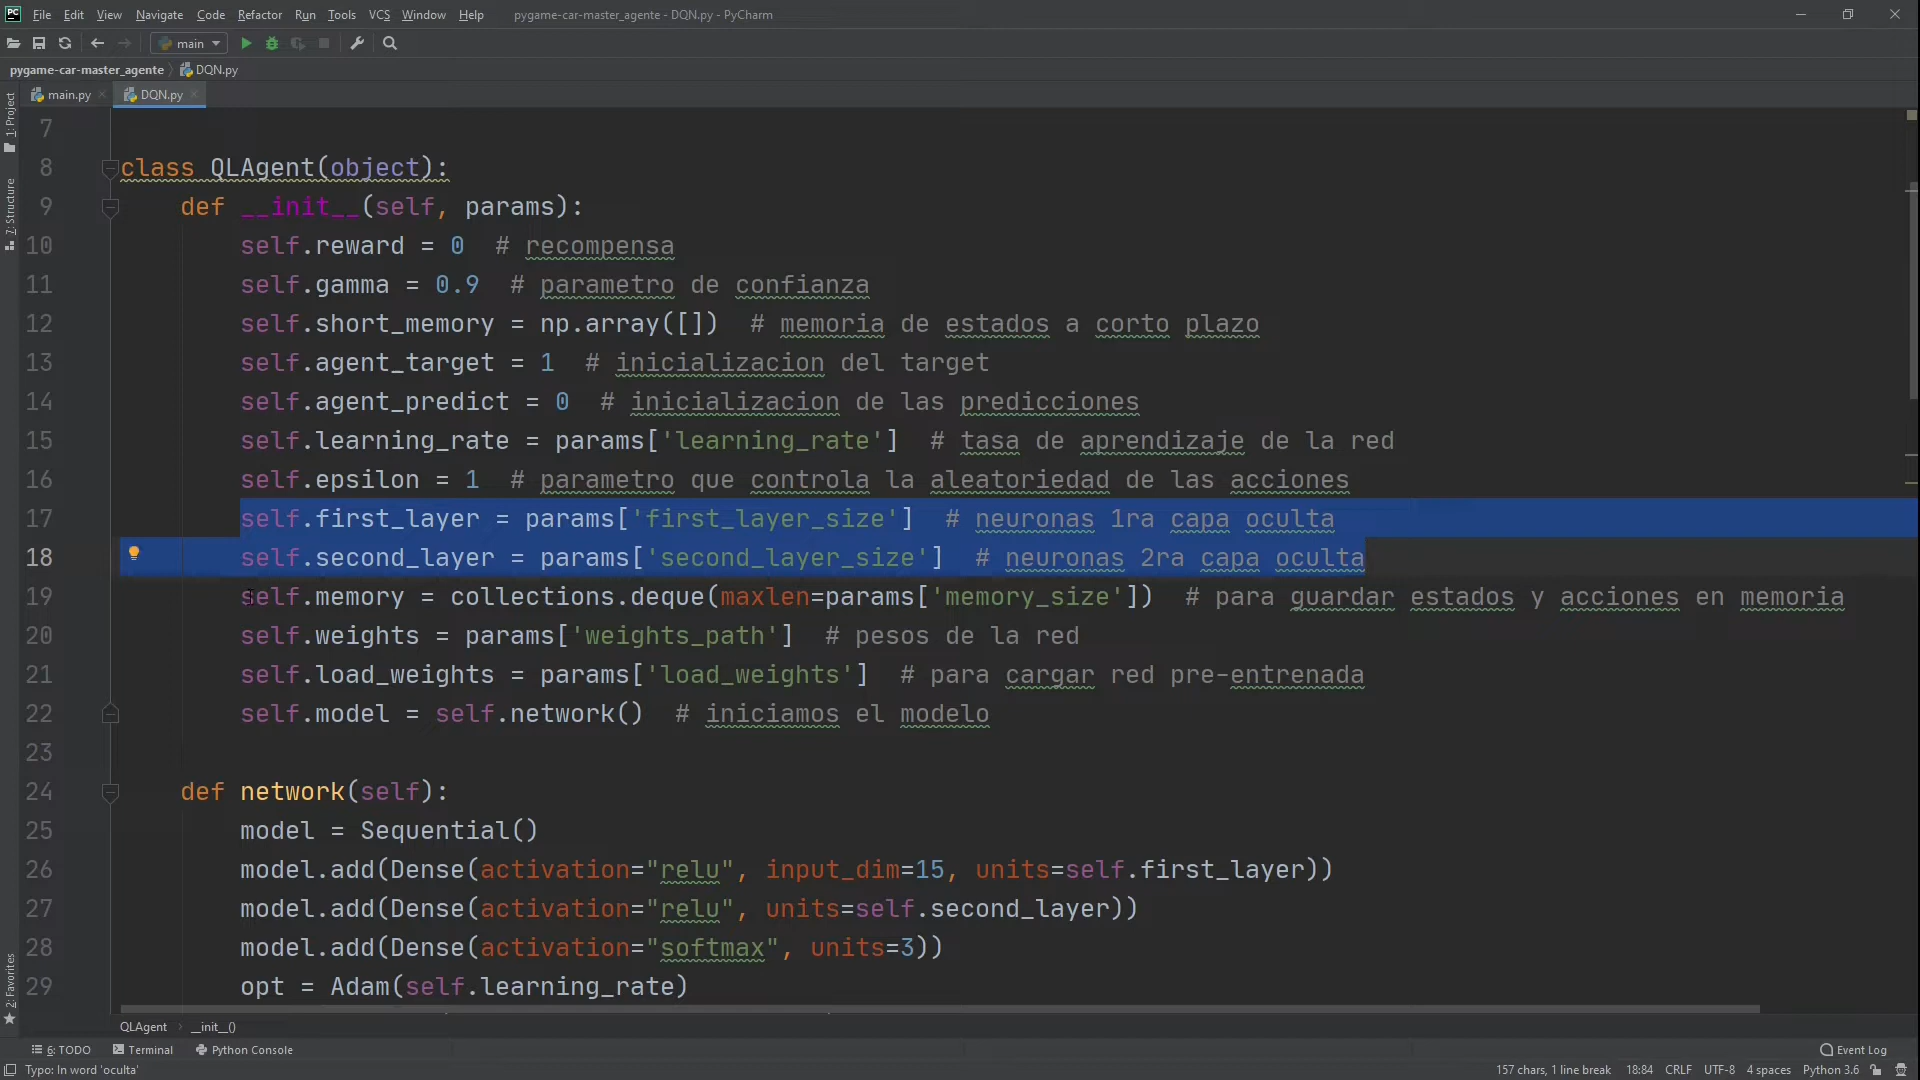 PC File Edit View Navigate Code Refactor Run Tools VCS Window Help pygame-car-master_agente - DQN.py - PyCharm
main
pygame-car-master_agente DQN.py
main.py DQN.py
1: Project
7: Structure
2: Favorites
7
8 class QLAgent(object):
9 def __init__(self, params):
10 self.reward = 0 # recompensa
11 self.gamma = 0.9 # parametro de confianza
12 self.short_memory = np.array([]) # memoria de estados a corto plazo
13 self.agent_target = 1 # inicializacion del target
14 self.agent_predict = 0 # inicializacion de las predicciones
15 self.learning_rate = params['learning_rate'] # tasa de aprendizaje de la red
16 self.epsilon = 1 # parametro que controla la aleatoriedad de las acciones
17 self.first_layer = params['first_layer_size'] # neuronas 1ra capa oculta
18 self.second_layer = params['second_layer_size'] # neuronas 2ra capa oculta
19 self.memory = collections.deque(maxlen=params['memory_size']) # para guardar estados y acciones en memoria
20 self.weights = params['weights_path'] # pesos de la red
21 self.load_weights = params['load_weights'] # para cargar red pre-entrenada
22 self.model = self.network() # iniciamos el modelo
23
24 def network(self):
25 model = Sequential()
26 model.add(Dense(activation="relu", input_dim=15, units=self.first_layer))
27 model.add(Dense(activation="relu", units=self.second_layer))
28 model.add(Dense(activation="softmax", units=3))
29 opt = Adam(self.learning_rate)
QLAgent __init__()
6: TODO Terminal Python Console Event Log
Typo: In word 'oculta' 157 chars, 1 line break 18:84 CRLF UTF-8 4 spaces Python 3.6